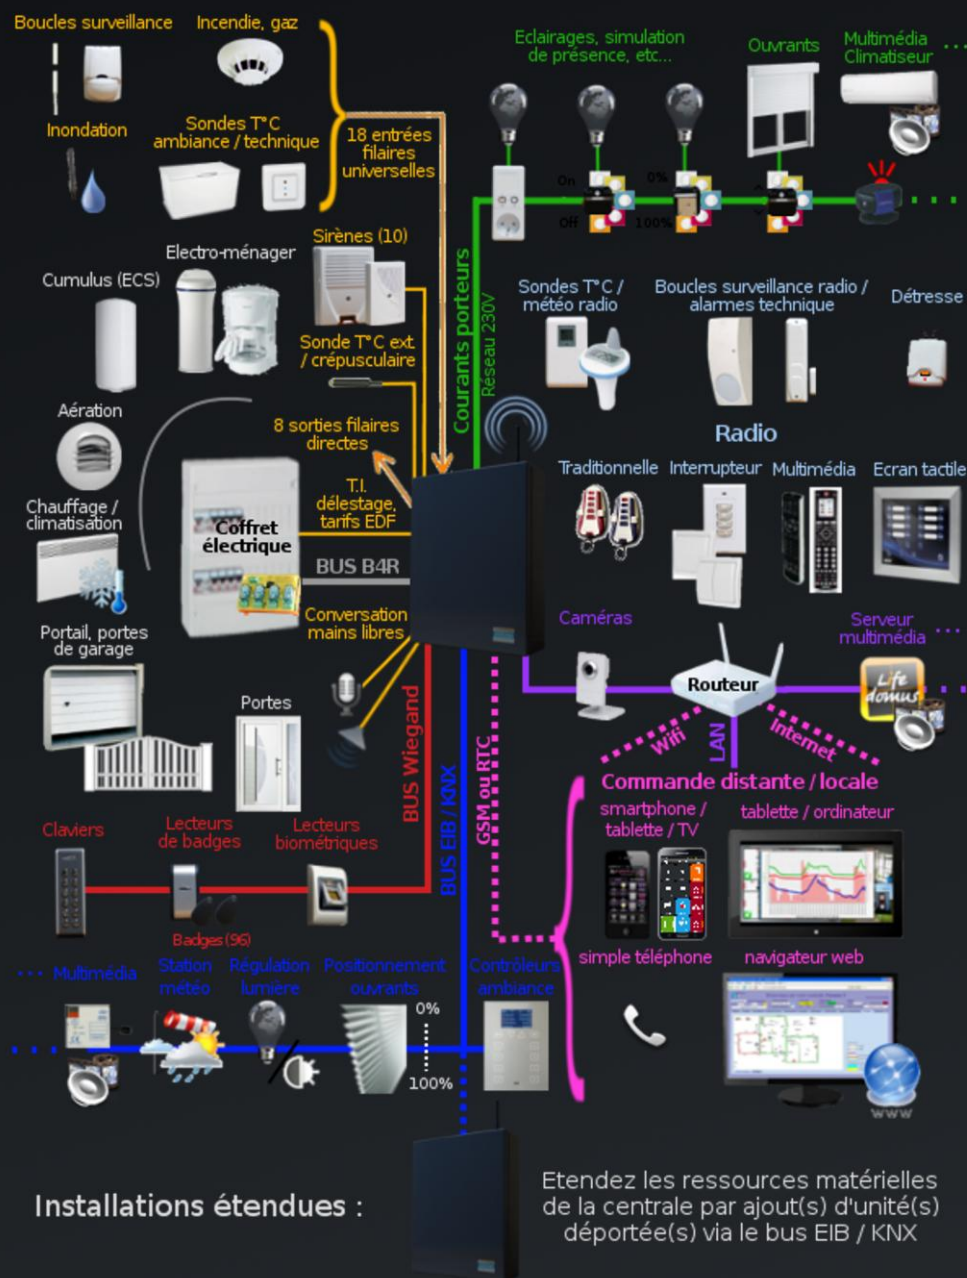 Boucles surveillance
Incendie, gaz
Inondation
Sondes T°C
ambiance / technique
18 entrées
filaires
universelles
Eclairages, simulation
de présence, etc...
Ouvrants
Multimédia
Climatiseur
...
On
Off
0%
100%
Courants porteurs
Réseau 230V
Sirènes (10)
Electro-ménager
Cumulus (ECS)
Sonde T°C ext
/ crépusculaire
Aération
8 sorties filaires
directes
Chauffage /
climatisation
Coffret
électrique
T.I.
délestage,
tarifs EDF
BUS B4R
Conversation
mains libres
Portail, portes
de garage
Portes
Sondes T°C /
météo radio
Boucles surveillance radio /
alarmes technique
Détresse
Radio
Traditionnelle
Interrupteur
Multimédia
Ecran tactile
Caméras
Routeur
Serveur
multimédia
...
Life
domus
Wifi
LAN
Internet
Commande distante / locale
smartphone /
tablette / TV
tablette / ordinateur
simple téléphone
navigateur web
www
BUS Wiegand
BUS EIB / KNX
GSM ou RTC
Claviers
Lecteurs
de badges
Lecteurs
biométriques
Badges (96)
... Multimédia
Station
météo
Régulation
lumière
Positionnement
ouvrants
Contrôleurs
ambiance
0%
100%
Installations étendues :
Etendez les ressources matérielles
de la centrale par ajout(s) d'unité(s)
déportée(s) via le bus EIB / KNX